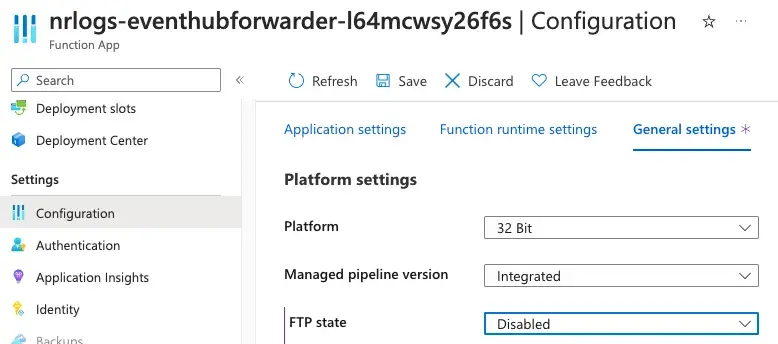 nrlogs-eventhubforwarder-l64mcwsy26f6s | Configuration
Function App
Search
Refresh
Save
Discard
Leave Feedback
Deployment slots
Deployment Center
Settings
Configuration
Authentication
Application Insights
Identity
Backups
Application settings
Function runtime settings
General settings *
Platform settings
Platform
32 Bit
Managed pipeline version
Integrated
FTP state
Disabled